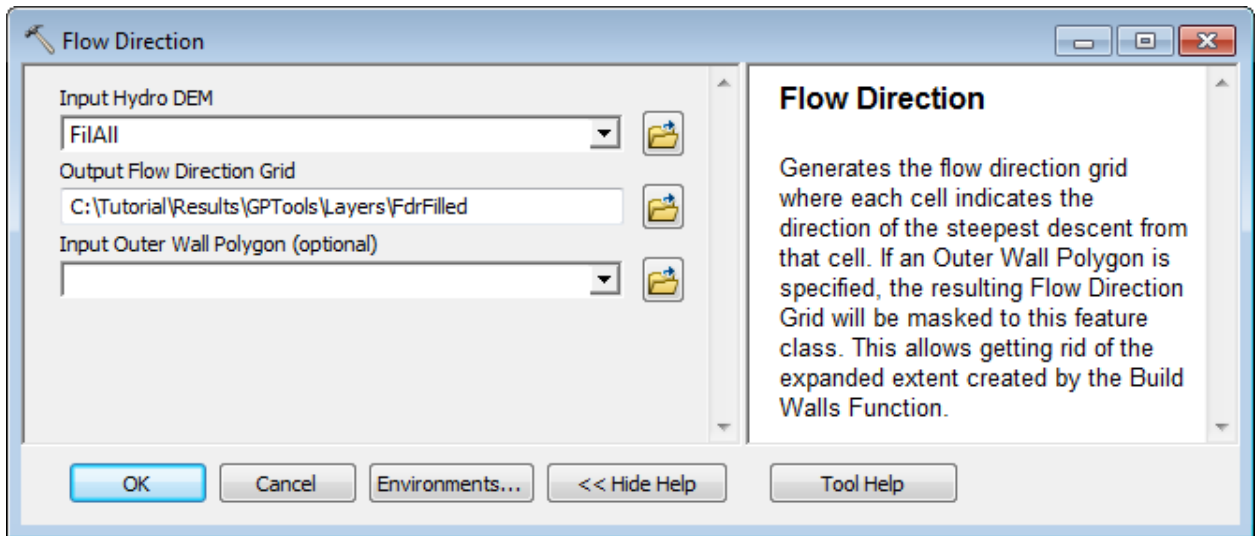 Flow Direction
Input Hydro DEM
FilAll
Output Flow Direction Grid
C:\Tutorial\Results\GPTools\Layers\FdrFilled
Input Outer Wall Polygon (optional)
Flow Direction
Generates the flow direction grid
where each cell indicates the
direction of the steepest descent from
that cell. If an Outer Wall Polygon is
specified, the resulting Flow Direction
Grid will be masked to this feature
class. This allows getting rid of the
expanded extent created by the Build
Walls Function.
OK
Cancel
Environments...
<< Hide Help
Tool Help